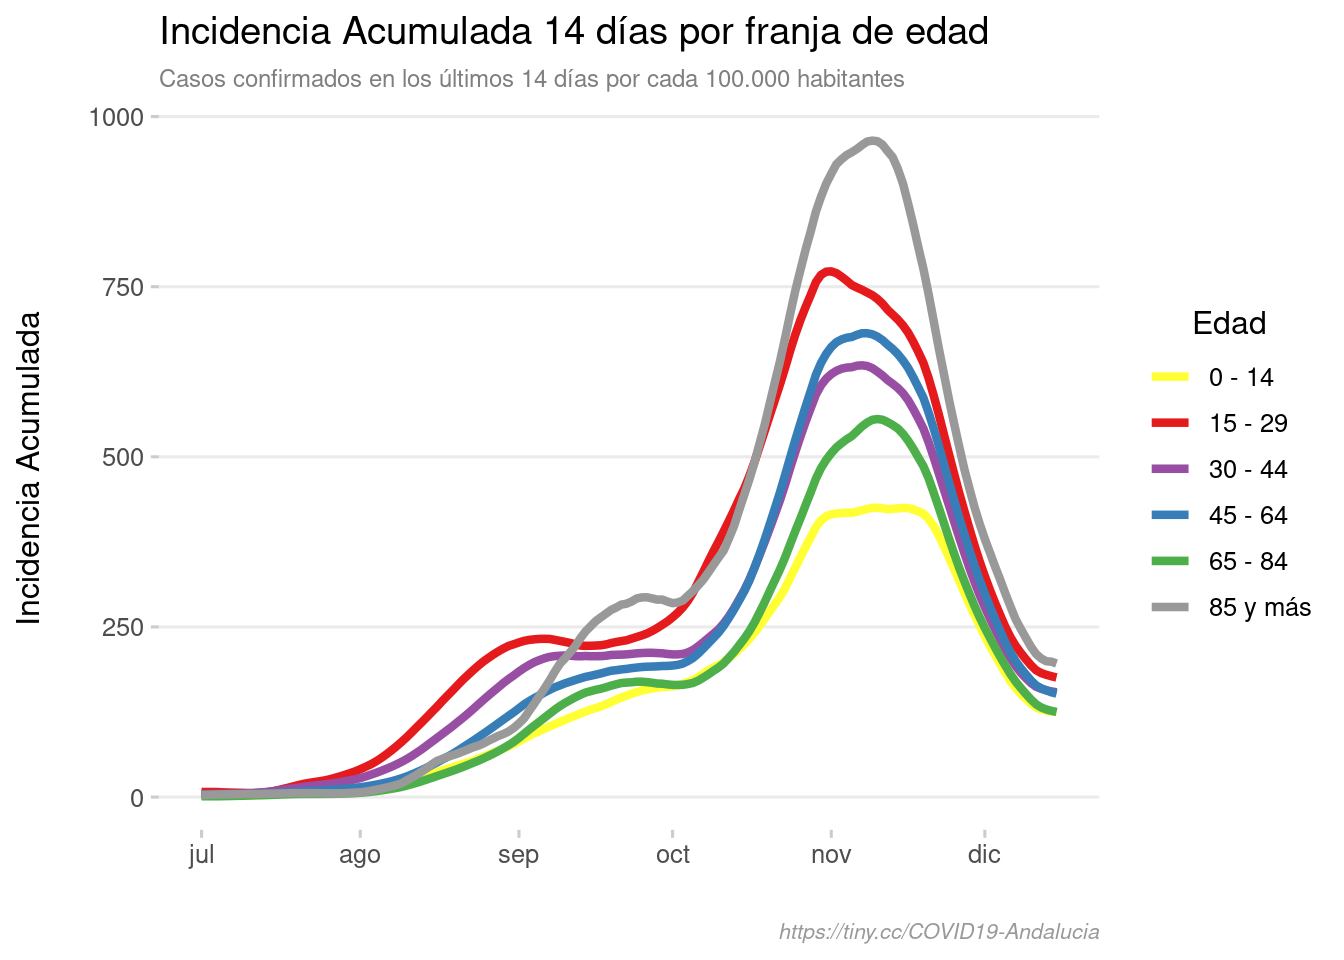 Incidencia Acumulada 14 días por franja de edad
Casos confirmados en los últimos 14 días por cada 100.000 habitantes
Incidencia Acumulada
1000
750
500
250
0
jul ago sep oct nov dic
Edad
0 - 14
15 - 29
30 - 44
45 - 64
65 - 84
85 y más
https://tiny.cc/COVID19-Andalucia